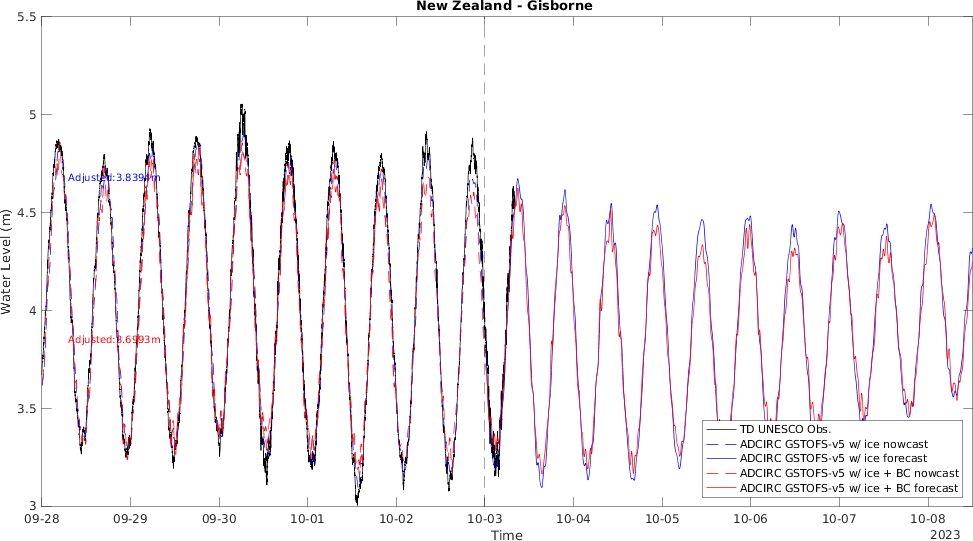 New Zealand - Gisborne
5.5
5
4.5
4
3.5
3
Water Level (m)
Adjusted:3.8394m
Adjusted:3.6993m
TD UNESCO Obs.
ADCIRC GSTOFS-v5 w/ ice nowcast
ADCIRC GSTOFS-v5 w/ ice forecast
ADCIRC GSTOFS-v5 w/ ice + BC nowcast
ADCIRC GSTOFS-v5 w/ ice + BC forecast
09-28 09-29 09-30 10-01 10-02 10-03 10-04 10-05 10-06 10-07 10-08
Time
2023